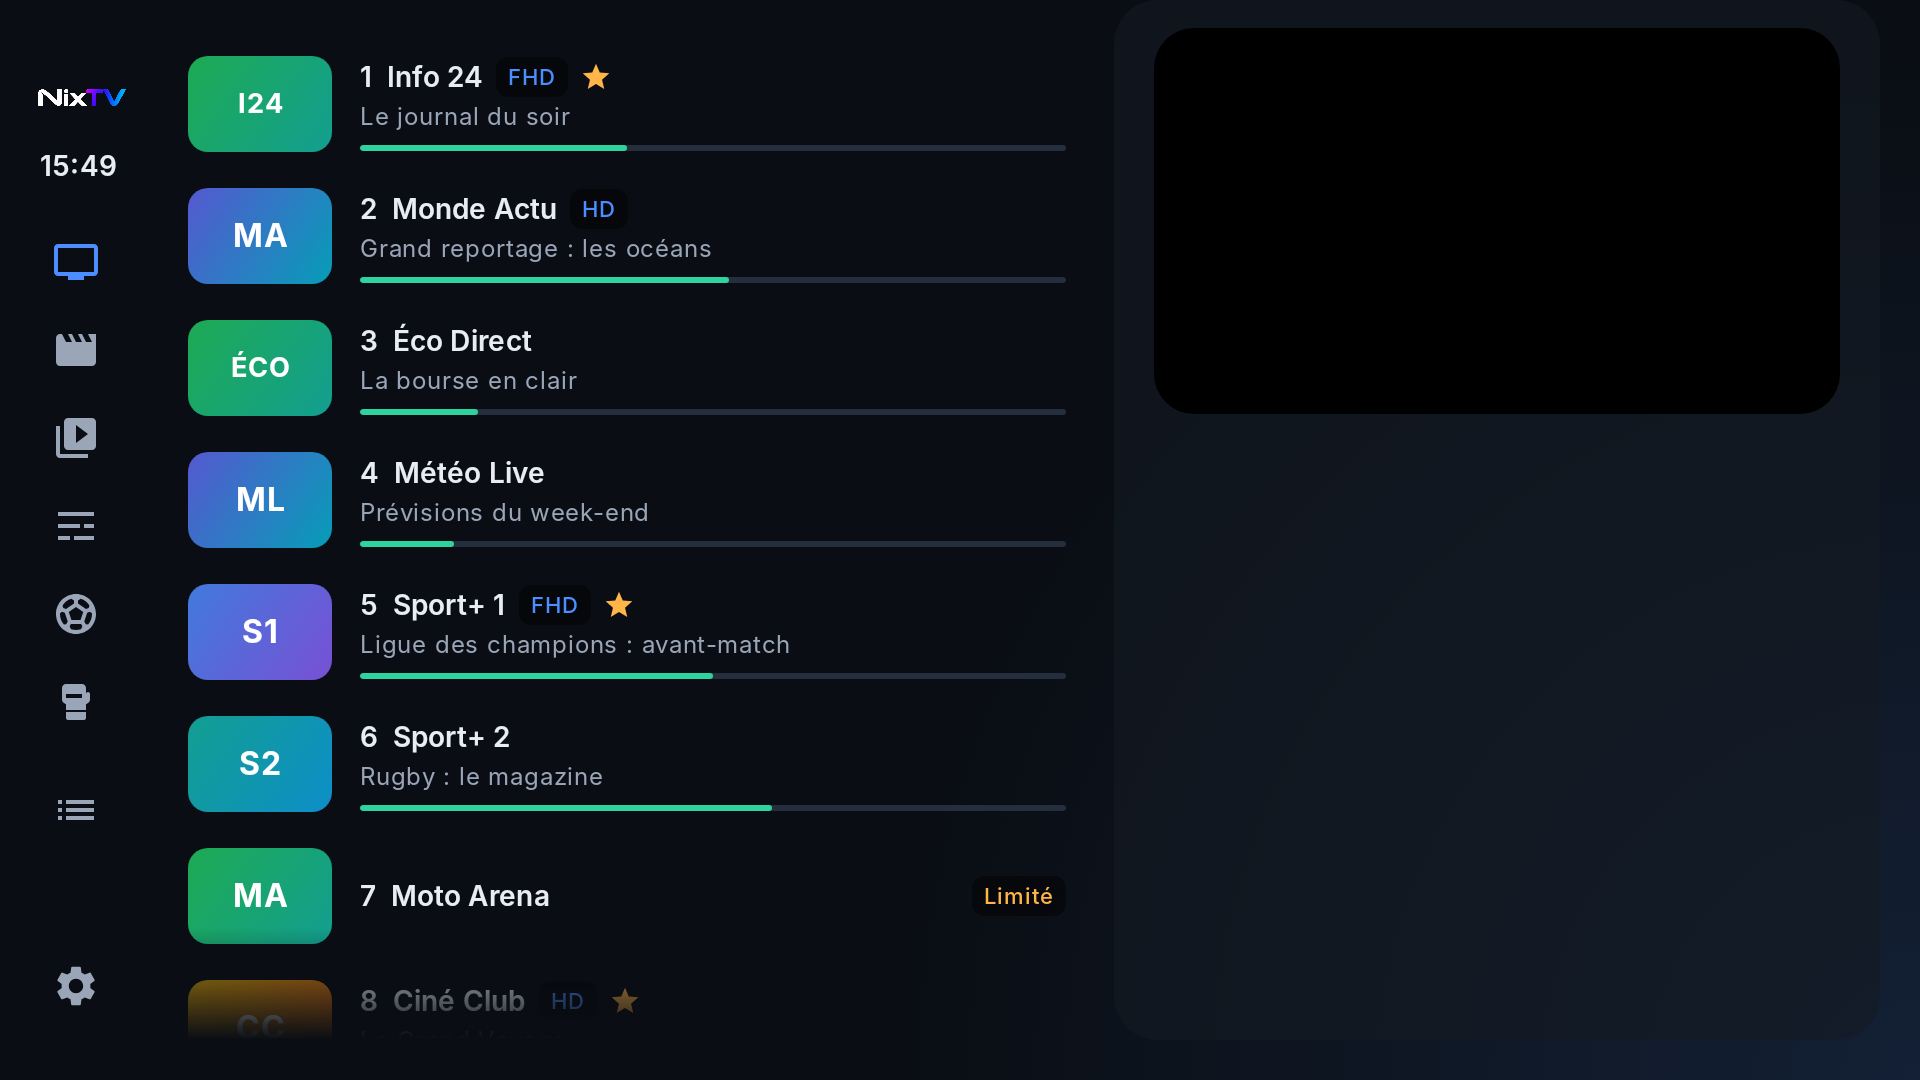 NixTV
15:49
I24
1 Info 24 FHD
Le journal du soir
MA
2 Monde Actu HD
Grand reportage : les océans
ÉCO
3 Éco Direct
La bourse en clair
ML
4 Météo Live
Prévisions du week-end
S1
5 Sport+ 1 FHD
Ligue des champions : avant-match
S2
6 Sport+ 2
Rugby : le magazine
MA
7 Moto Arena
Limité
CC
8 Ciné Club HD